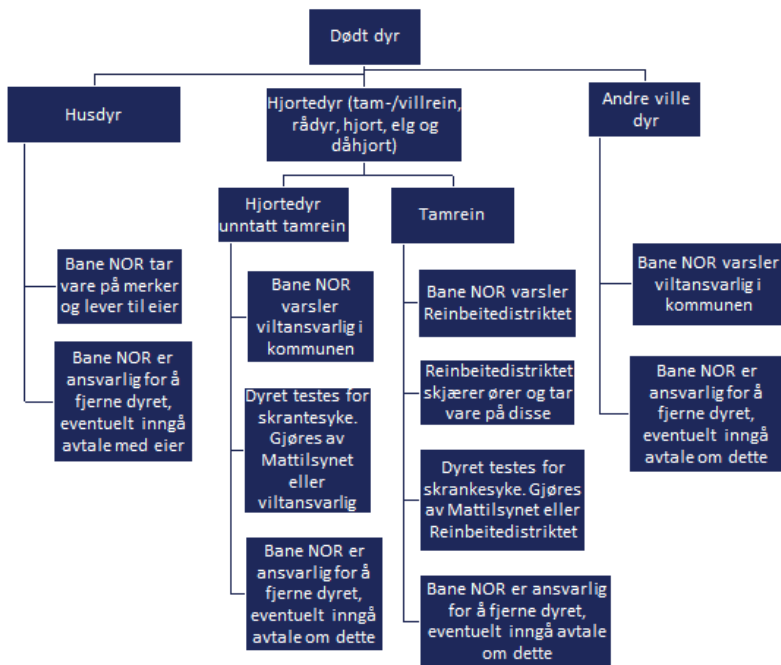 Dødt dyr
Husdyr
Hjortedyr (tam-/villrein,
rådyr, hjort, elg og
dåhjort)
Andre ville
dyr
Hjortedyr
unntatt tamrein
Tamrein
Bane NOR tar
vare på merker
og lever til eier
Bane NOR er
ansvarlig for å
fjerne dyret,
eventuelt inngå
avtale med eier
Bane NOR
varsler
viltansvarlig i
kommunen
Dyret testes for
skrantesyke.
Gjøres av
Mattilsynet
eller
viltansvarlig
Bane NOR er
ansvarlig for å
fjerne dyret,
eventuelt inngå
avtale om dette
Bane NOR varsler
Reinbeitedistriktet
Reinbeitedistriktet
skjærer ører og tar
vare på disse
Dyret testes for
skrankesyke. Gjøres
av Mattilsynet eller
Reinbeitedistriktet
Bane NOR er ansvarlig
for å fjerne dyret,
eventuelt inngå avtale
om dette
Bane NOR varsler
viltansvarlig i
kommunen
Bane NOR er
ansvarlig for å
fjerne dyret,
eventuelt inngå
avtale om dette